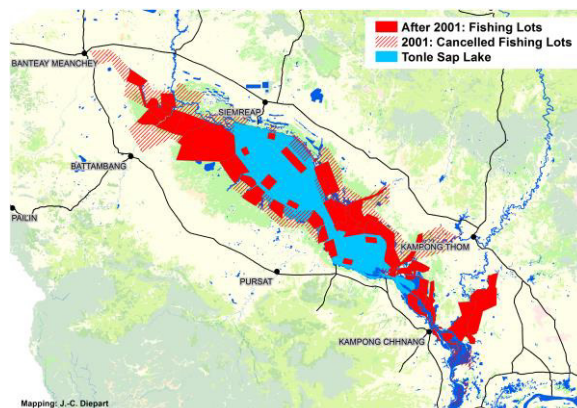 After 2001: Fishing Lots
2001: Cancelled Fishing Lots
Tonle Sap Lake
BANTEAY MEANCHEY
SIEMREAP
BATTAMBANG
PAILIN
KAMPONG THOM
PURSAT
KAMPONG CHHNANG
Mapping: J.-C. Diepart